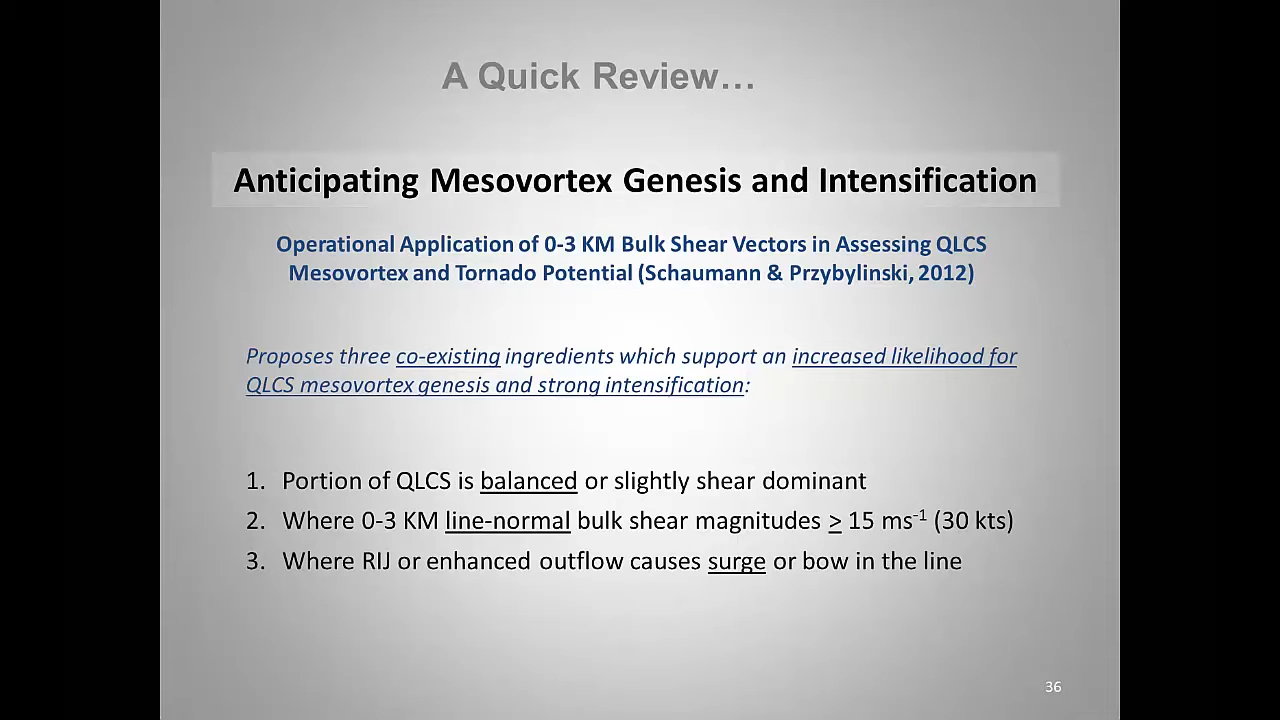 A Quick Review…
Anticipating Mesovortex Genesis and Intensification
Operational Application of 0-3 KM Bulk Shear Vectors in Assessing QLCS
Mesovortex and Tornado Potential (Schaumann & Przybylinski, 2012)
Proposes three co-existing ingredients which support an increased likelihood for
QLCS mesovortex genesis and strong intensification:
1. Portion of QLCS is balanced or slightly shear dominant
2. Where 0-3 KM line-normal bulk shear magnitudes ≥ 15 ms⁻¹ (30 kts)
3. Where RIJ or enhanced outflow causes surge or bow in the line
36